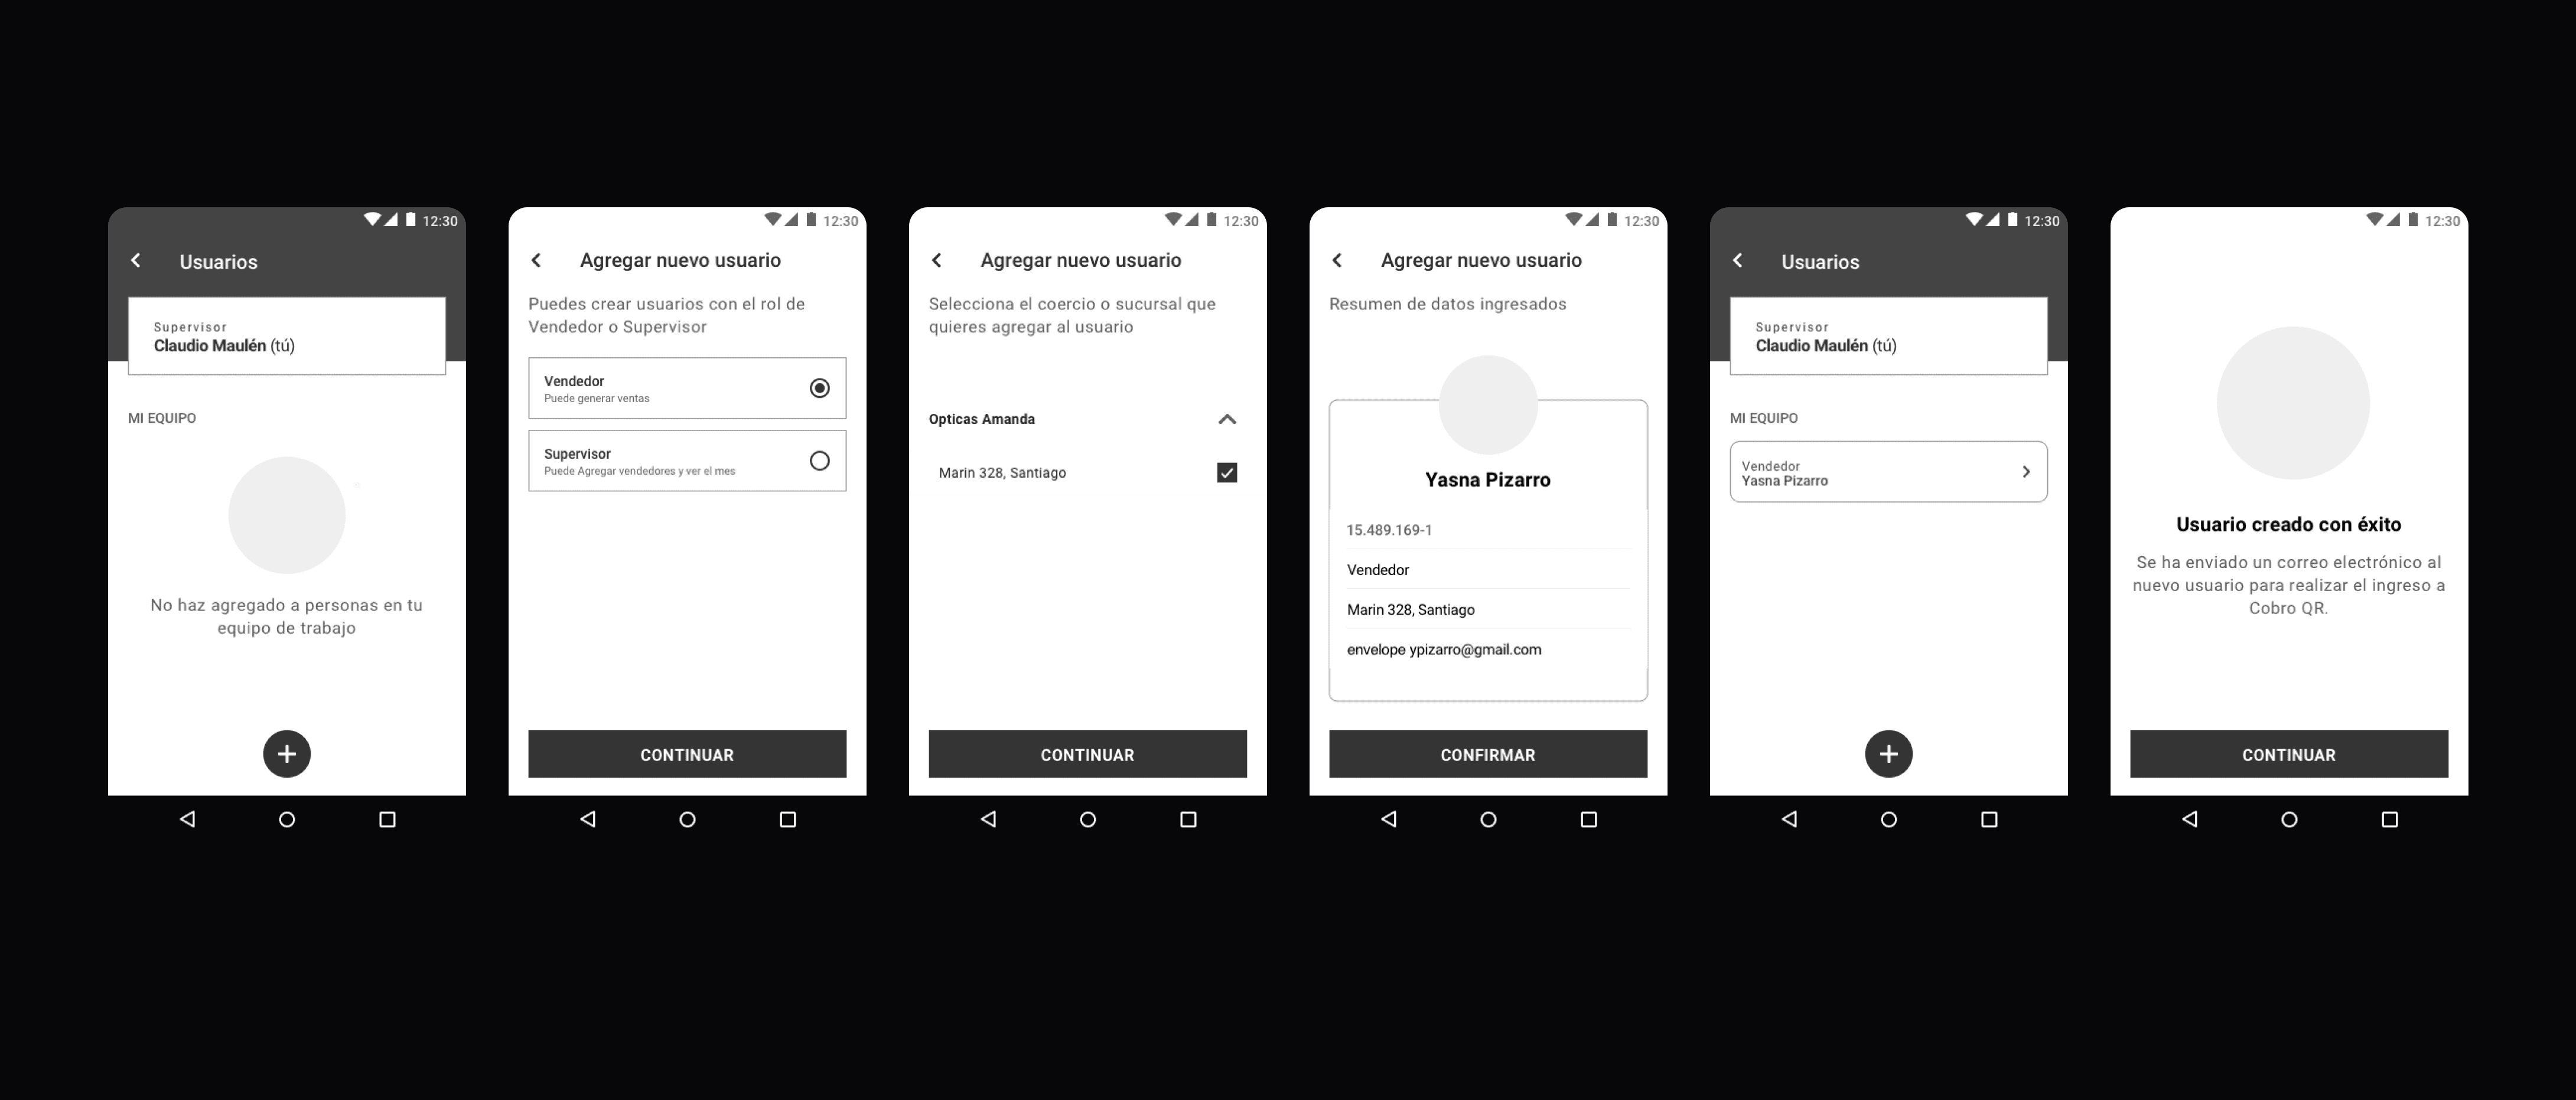 12:30
Usuarios
Supervisor
Claudio Maulén (tú)
MI EQUIPO
No haz agregado a personas en tu
equipo de trabajo
12:30
Agregar nuevo usuario
Puedes crear usuarios con el rol de
Vendedor o Supervisor
Vendedor
Puede generar ventas
Supervisor
Puede Agregar vendedores y ver el mes
CONTINUAR
12:30
Agregar nuevo usuario
Selecciona el coercio o sucursal que
quieres agregar al usuario
Opticas Amanda
Marin 328, Santiago
CONTINUAR
12:30
Agregar nuevo usuario
Resumen de datos ingresados
Yasna Pizarro
15.489.169-1
Vendedor
Marin 328, Santiago
envelope ypizarro@gmail.com
CONFIRMAR
12:30
Usuarios
Supervisor
Claudio Maulén (tú)
MI EQUIPO
Vendedor
Yasna Pizarro
12:30
Usuario creado con éxito
Se ha enviado un correo electrónico al
nuevo usuario para realizar el ingreso a
Cobro QR.
CONTINUAR